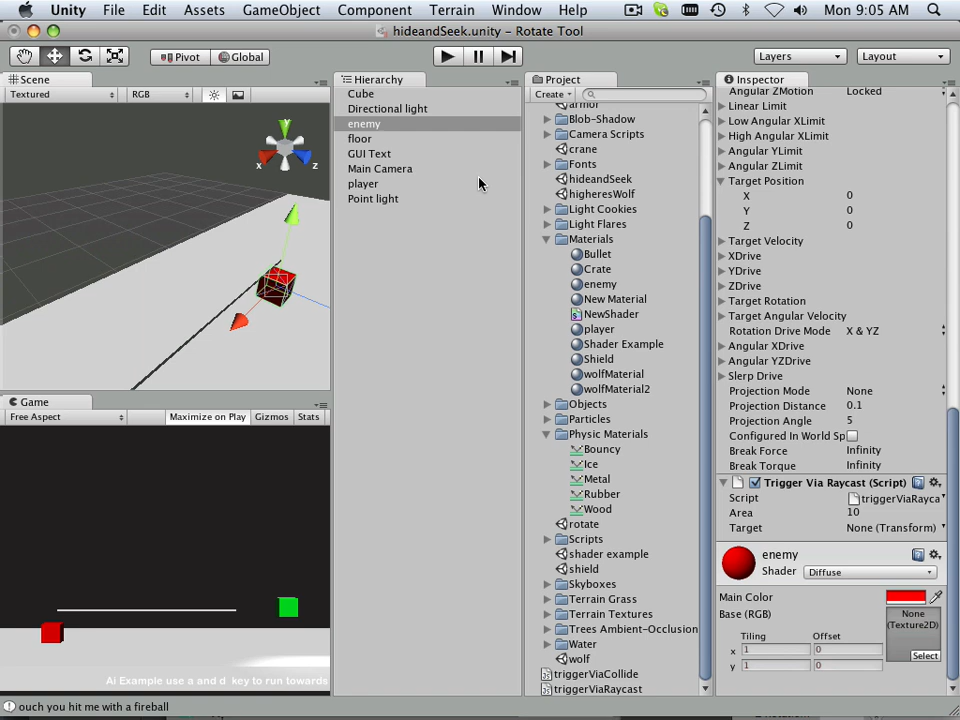 Unity File Edit Assets GameObject Component Terrain Window Help Mon 9:05 AM
hideandSeek.unity - Rotate Tool
Pivot Global Layers Layout
Scene
Textured RGB
y x z
Game
Free Aspect Maximize on Play Gizmos Stats
Ai Example use a and d key to run towards
Hierarchy
Cube
Directional light
enemy
floor
GUI Text
Main Camera
player
Point light
Project
Create
armor
Blob-Shadow
Camera Scripts
crane
Fonts
hideandSeek
higheresWolf
Light Cookies
Light Flares
Materials
Bullet
Crate
enemy
New Material
NewShader
player
Shader Example
Shield
wolfMaterial
wolfMaterial2
Objects
Particles
Physic Materials
Bouncy
Ice
Metal
Rubber
Wood
rotate
Scripts
shader example
shield
Skyboxes
Terrain Grass
Terrain Textures
Trees Ambient-Occlusion
Water
wolf
triggerViaCollide
triggerViaRaycast
Inspector
Angular ZMotion Locked
Linear Limit
Low Angular XLimit
High Angular XLimit
Angular YLimit
Angular ZLimit
Target Position
X 0
Y 0
Z 0
Target Velocity
XDrive
YDrive
ZDrive
Target Rotation
Target Angular Velocity
Rotation Drive Mode X & YZ
Angular XDrive
Angular YZDrive
Slerp Drive
Projection Mode None
Projection Distance 0.1
Projection Angle 5
Configured In World Sp
Break Force Infinity
Break Torque Infinity
Trigger Via Raycast (Script)
Script triggerViaRayca
Area 10
Target None (Transform)
enemy
Shader Diffuse
Main Color
Base (RGB) None
(Texture2D)
Tiling Offset
x 1 0
y 1 0
Select
ouch you hit me with a fireball